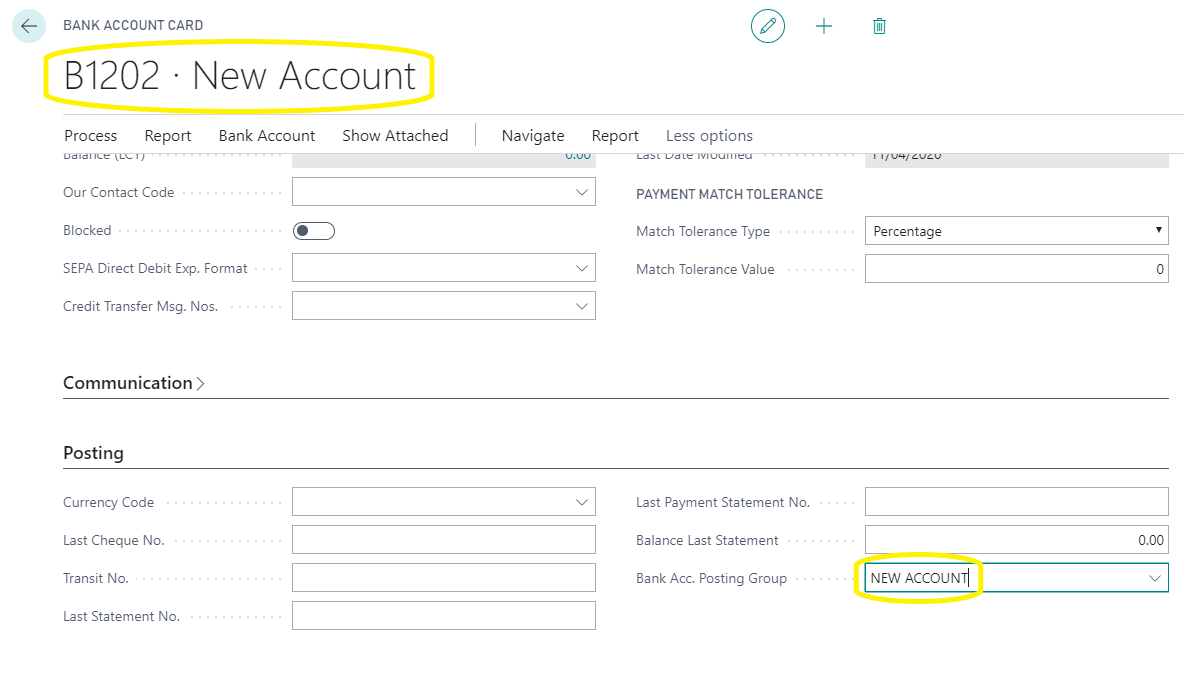 BANK ACCOUNT CARD
B1202 · New Account
Process Report Bank Account Show Attached Navigate Report Less options
Balance (LCY) 0.00
Our Contact Code
Blocked
SEPA Direct Debit Exp. Format
Credit Transfer Msg. Nos.
Last Date Modified 11/04/2020
PAYMENT MATCH TOLERANCE
Match Tolerance Type Percentage
Match Tolerance Value 0
Communication
Posting
Currency Code
Last Cheque No.
Transit No.
Last Statement No.
Last Payment Statement No.
Balance Last Statement 0.00
Bank Acc. Posting Group NEW ACCOUNT